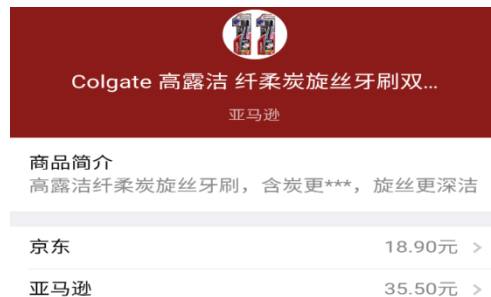 Colgate 高露洁 纤柔炭旋丝牙刷双...
亚马逊
商品简介
高露洁纤柔炭旋丝牙刷，含炭更***，旋丝更深洁
京东 18.90元 >
亚马逊 35.50元 >